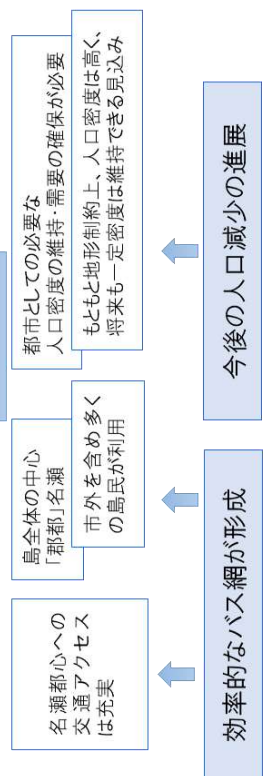 名瀬都心への
交通アクセス
は充実
島全体の中心
「郡都」名瀬
市外を含め多く
の島民が利用
都市としての必要な
人口密度の維持・需要の確保が必要
もともと地形制約上、人口密度は高く、
将来も一定密度は維持できる見込み
効率的なバス網が形成
今後の人口減少の進展